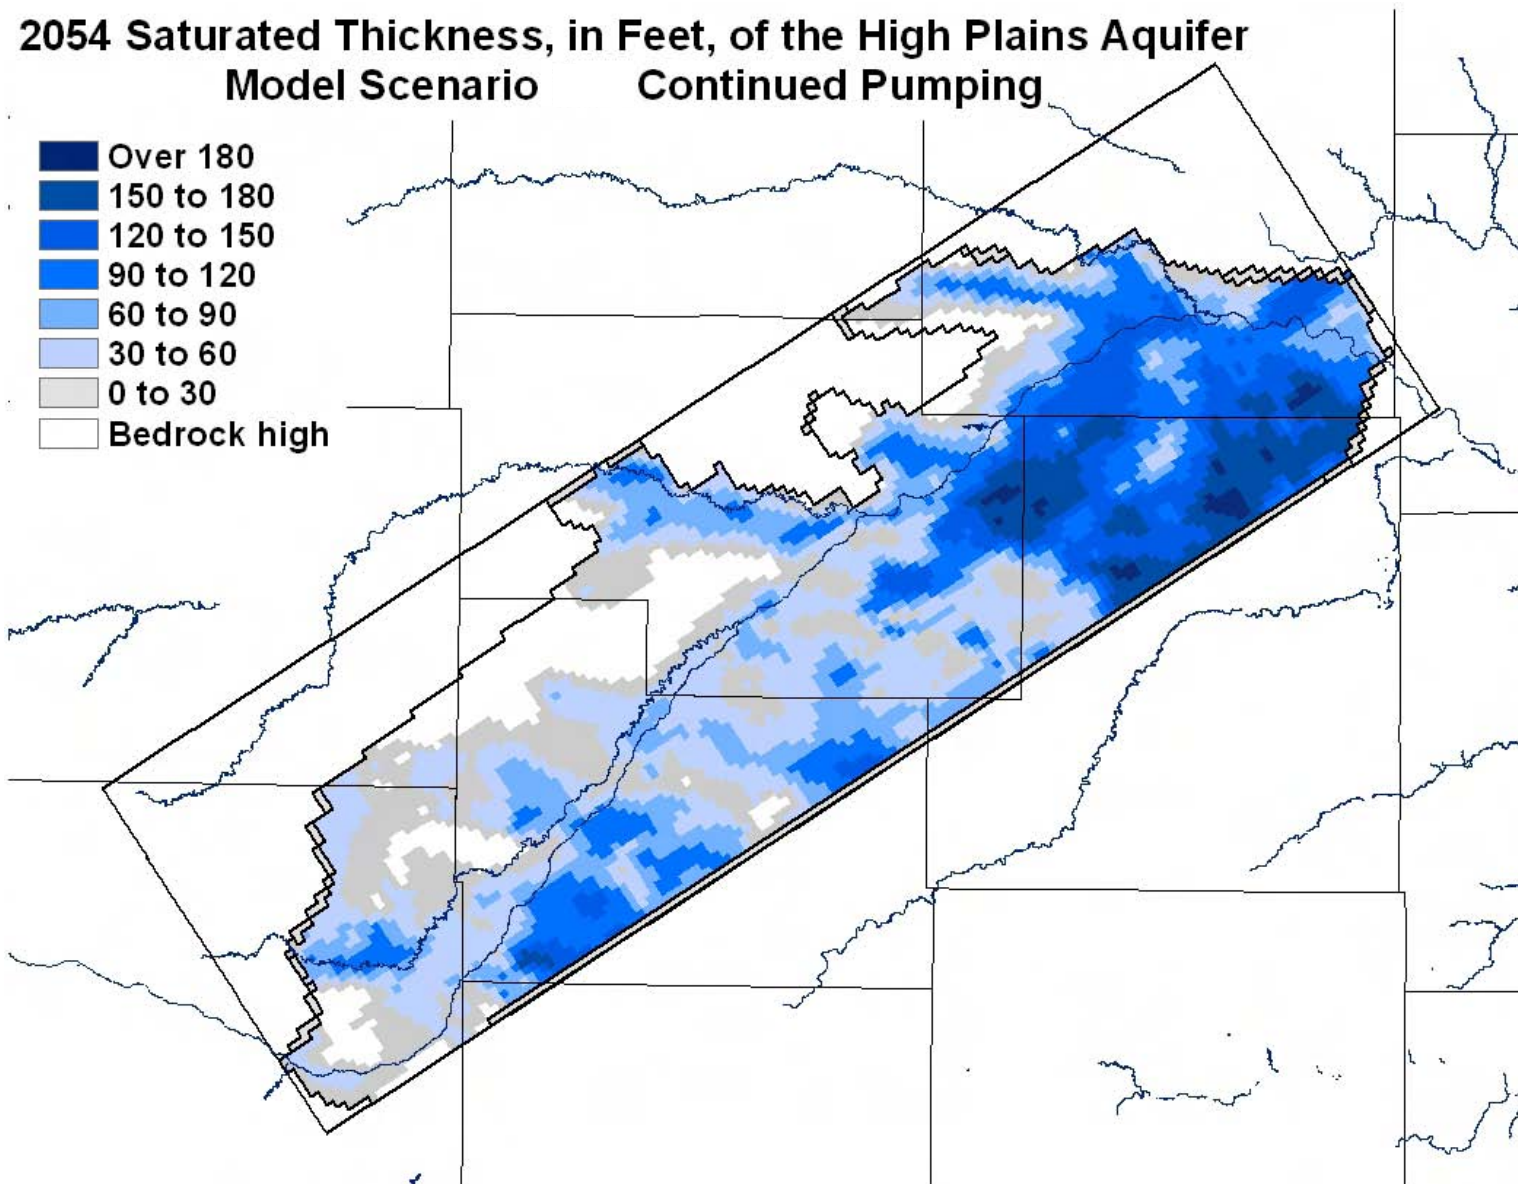 2054 Saturated Thickness, in Feet, of the High Plains Aquifer
Model Scenario Continued Pumping
Over 180
150 to 180
120 to 150
90 to 120
60 to 90
30 to 60
0 to 30
Bedrock high